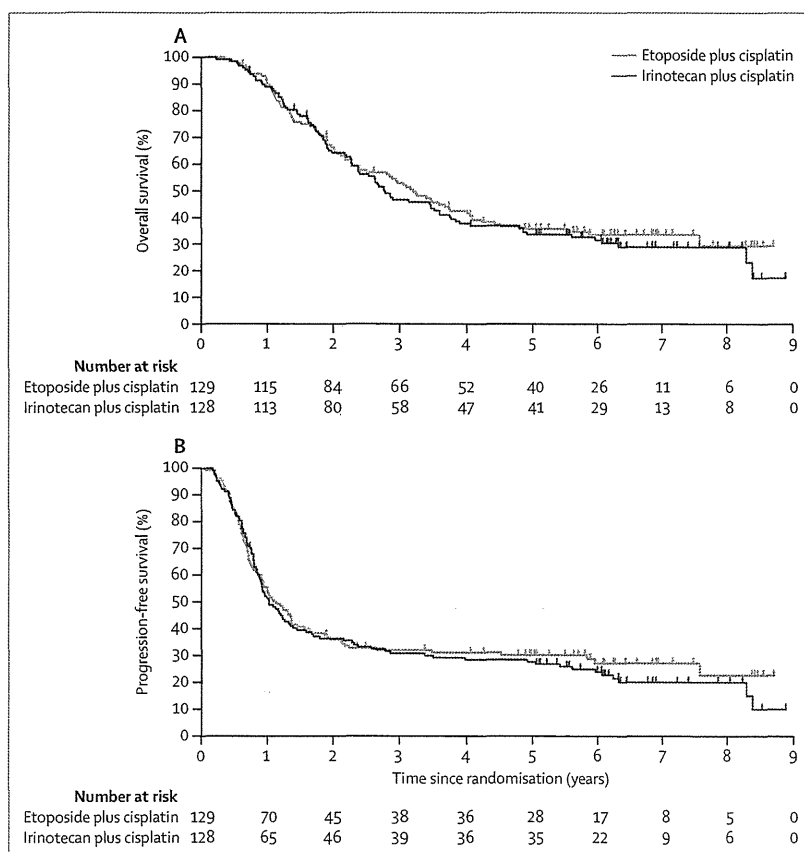 A
100
90
80
70
60
50
40
30
20
10
0
Overall survival (%)
Etoposide plus cisplatin
Irinotecan plus cisplatin
0 1 2 3 4 5 6 7 8 9
Number at risk
Etoposide plus cisplatin 129 115 84 66 52 40 26 11 6 0
Irinotecan plus cisplatin 128 113 80 58 47 41 29 13 8 0
B
100
90
80
70
60
50
40
30
20
10
0
Progression-free survival (%)
0 1 2 3 4 5 6 7 8 9
Time since randomisation (years)
Number at risk
Etoposide plus cisplatin 129 70 45 38 36 28 17 8 5 0
Irinotecan plus cisplatin 128 65 46 39 36 35 22 9 6 0